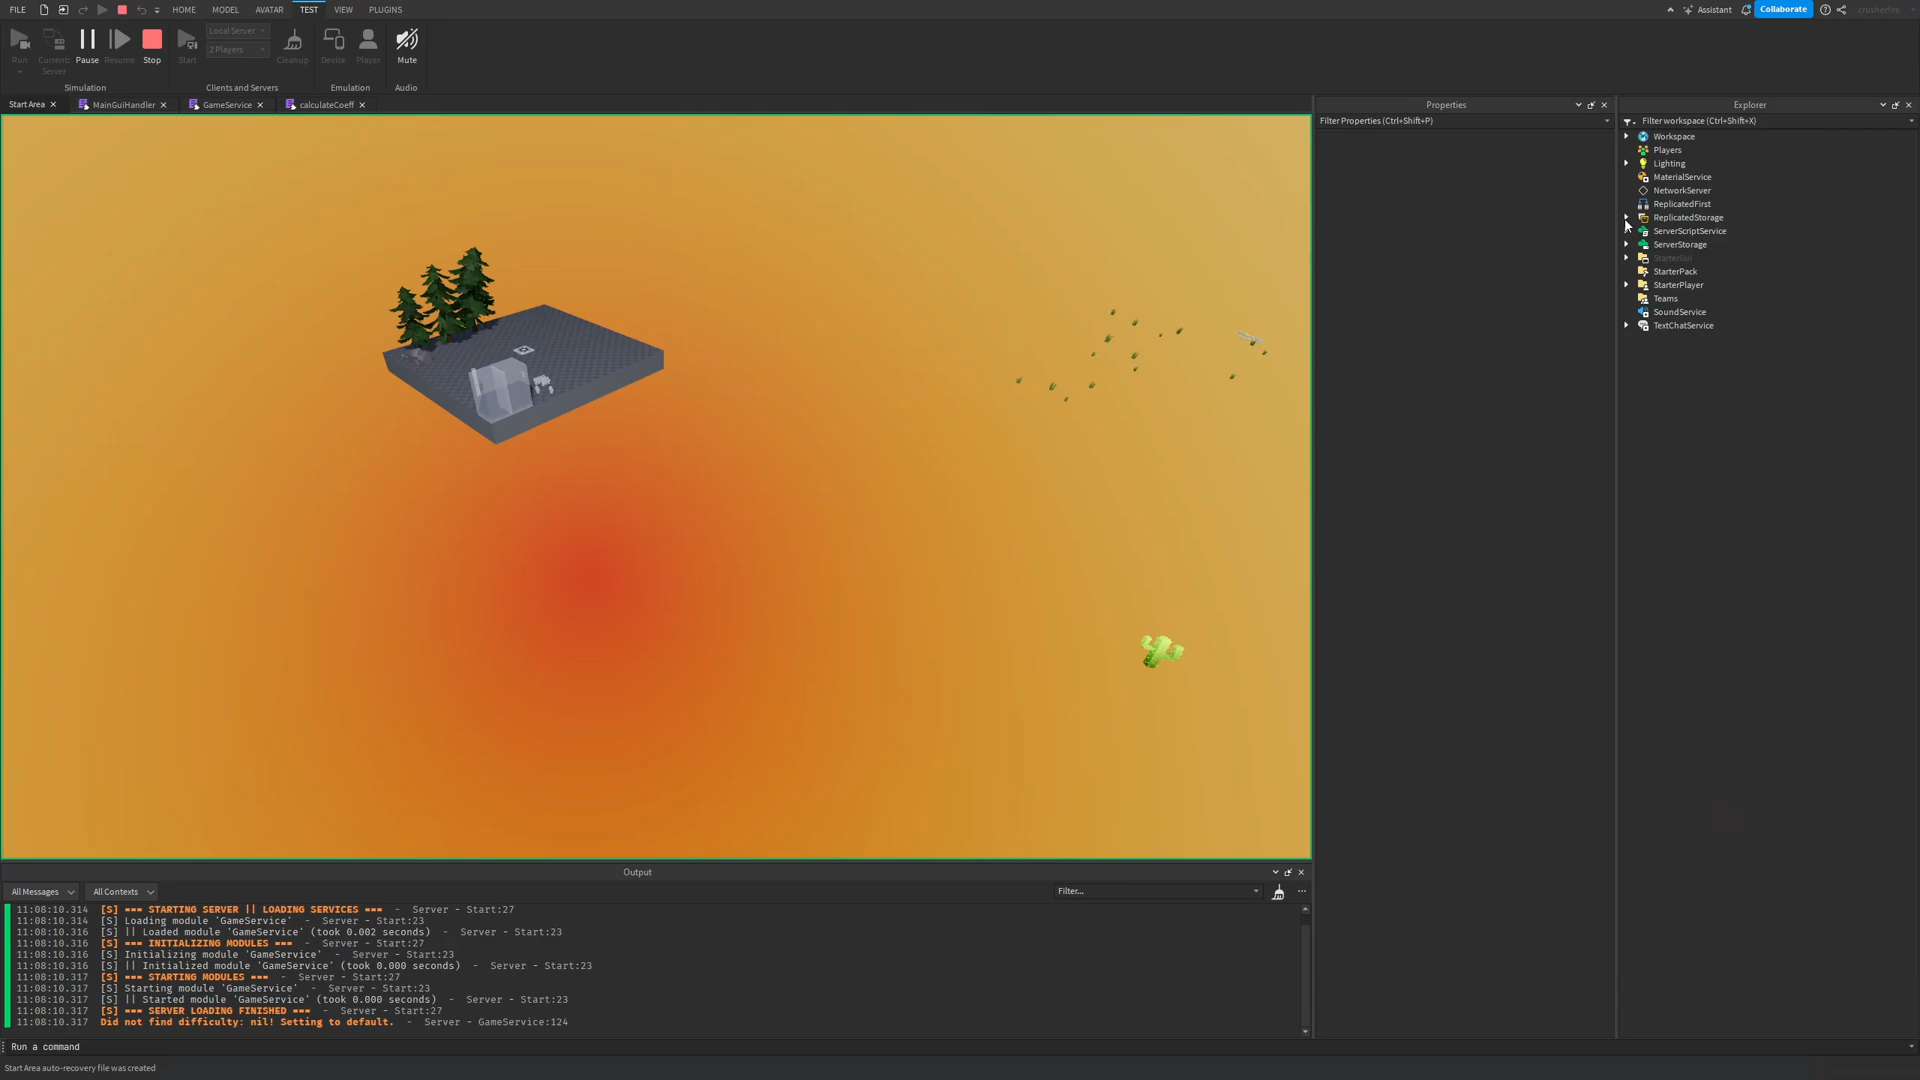 FILE HOME MODEL AVATAR TEST VIEW PLUGINS Assistant Collaborate crusherfire
Run Current: Server Pause Resume Stop Start Local Server 2 Players Cleanup Device Player Mute
Simulation Clients and Servers Emulation Audio
Start Area MainGuiHandler GameService calculateCoeff
Properties
Filter Properties (Ctrl+Shift+P)
Explorer
Filter workspace (Ctrl+Shift+X)
Workspace
Players
Lighting
MaterialService
NetworkServer
ReplicatedFirst
ReplicatedStorage
ServerScriptService
ServerStorage
StarterGui
StarterPack
StarterPlayer
Teams
SoundService
TextChatService
Output
All Messages All Contexts Filter...
11:08:10.314 [S] === STARTING SERVER || LOADING SERVICES === - Server - Start:27
11:08:10.314 [S] Loading module 'GameService' - Server - Start:23
11:08:10.316 [S] || Loaded module 'GameService' (took 0.002 seconds) - Server - Start:23
11:08:10.316 [S] === INITIALIZING MODULES === - Server - Start:27
11:08:10.316 [S] Initializing module 'GameService' - Server - Start:23
11:08:10.316 [S] || Initialized module 'GameService' (took 0.000 seconds) - Server - Start:23
11:08:10.317 [S] === STARTING MODULES === - Server - Start:27
11:08:10.317 [S] Starting module 'GameService' - Server - Start:23
11:08:10.317 [S] || Started module 'GameService' (took 0.000 seconds) - Server - Start:23
11:08:10.317 [S] === SERVER LOADING FINISHED === - Server - Start:27
11:08:10.317 Did not find difficulty: nil! Setting to default. - Server - GameService:124
Run a command
Start Area auto-recovery file was created